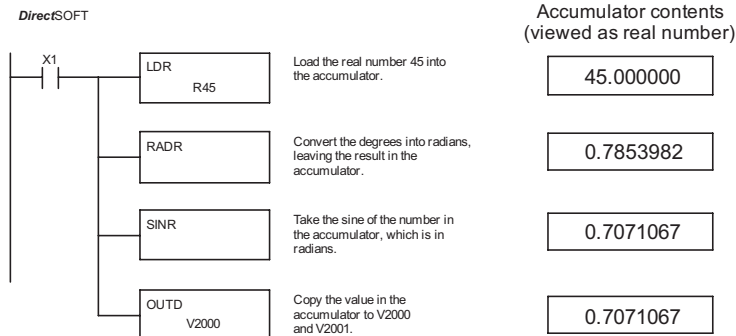 DirectSOFT
Accumulator contents
(viewed as real number)
X1
LDR
R45
Load the real number 45 into
the accumulator.
45.000000
RADR
Convert the degrees into radians,
leaving the result in the
accumulator.
0.7853982
SINR
Take the sine of the number in
the accumulator, which is in
radians.
0.7071067
OUTD
V2000
Copy the value in the
accumulator to V2000
and V2001.
0.7071067